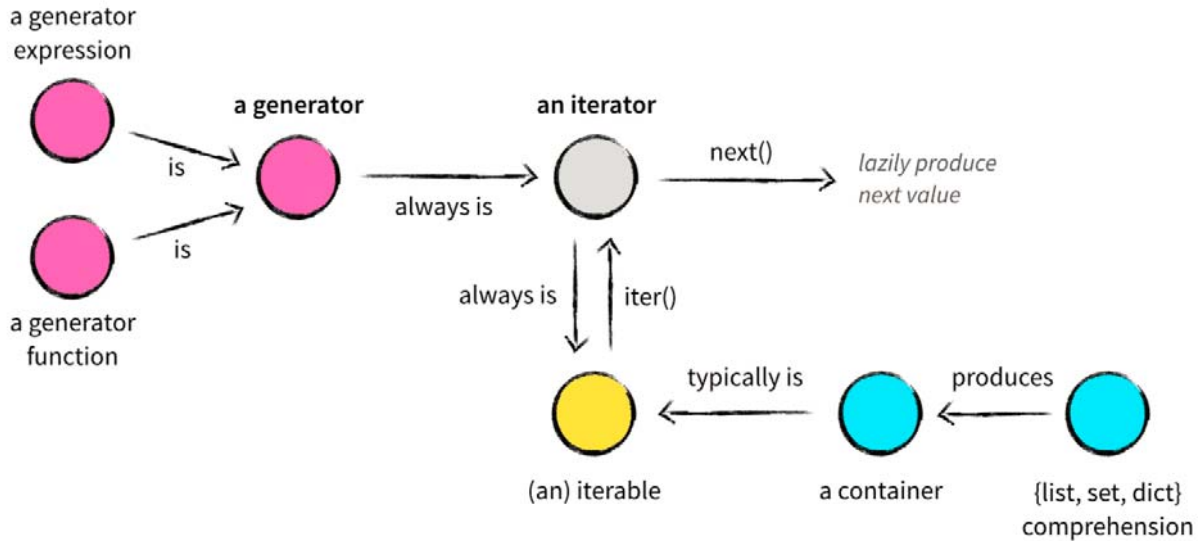 a generator
expression
a generator
an iterator
is
next()
lazily produce
next value
always is
is
a generator
function
always is
iter()
typically is
produces
(an) iterable
a container
{list, set, dict}
comprehension